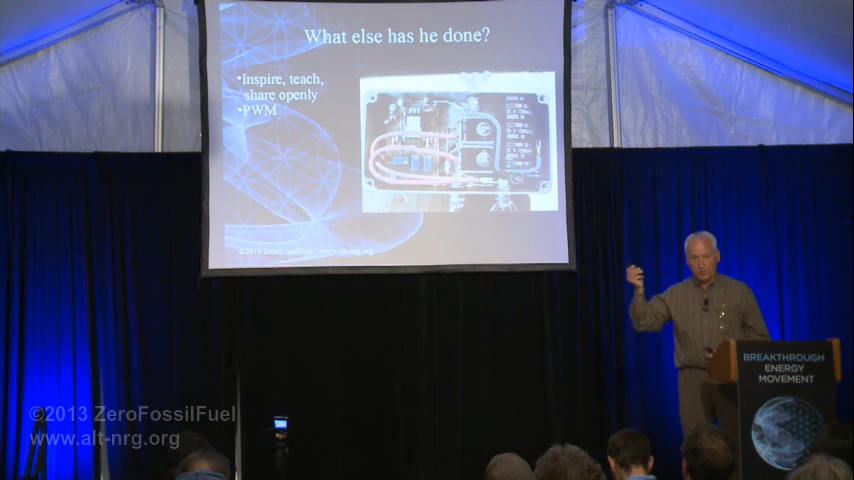 What else has he done?
•Inspire, teach,
share openly
•PWM
©2013 ZeroFossilFuel www.alt-nrg.org
BREAKTHROUGH
ENERGY
MOVEMENT
©2013 ZeroFossilFuel
www.alt-nrg.org